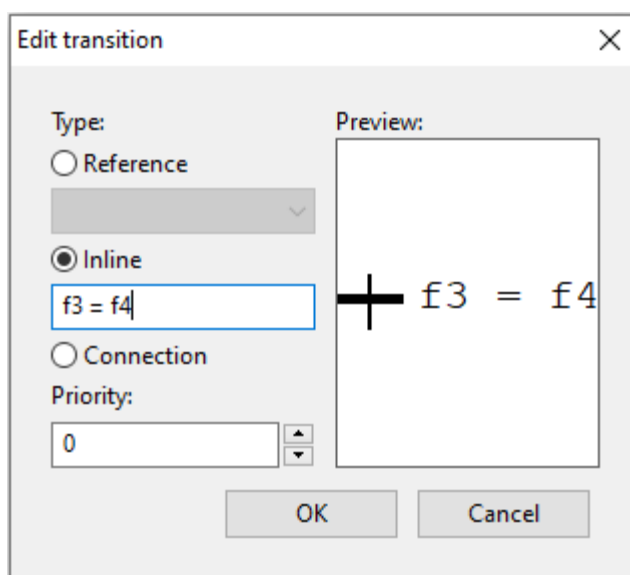 Edit transition
Type:
Reference
Inline
f3 = f4
Connection
Priority:
0
Preview:
f3 = f4
OK
Cancel